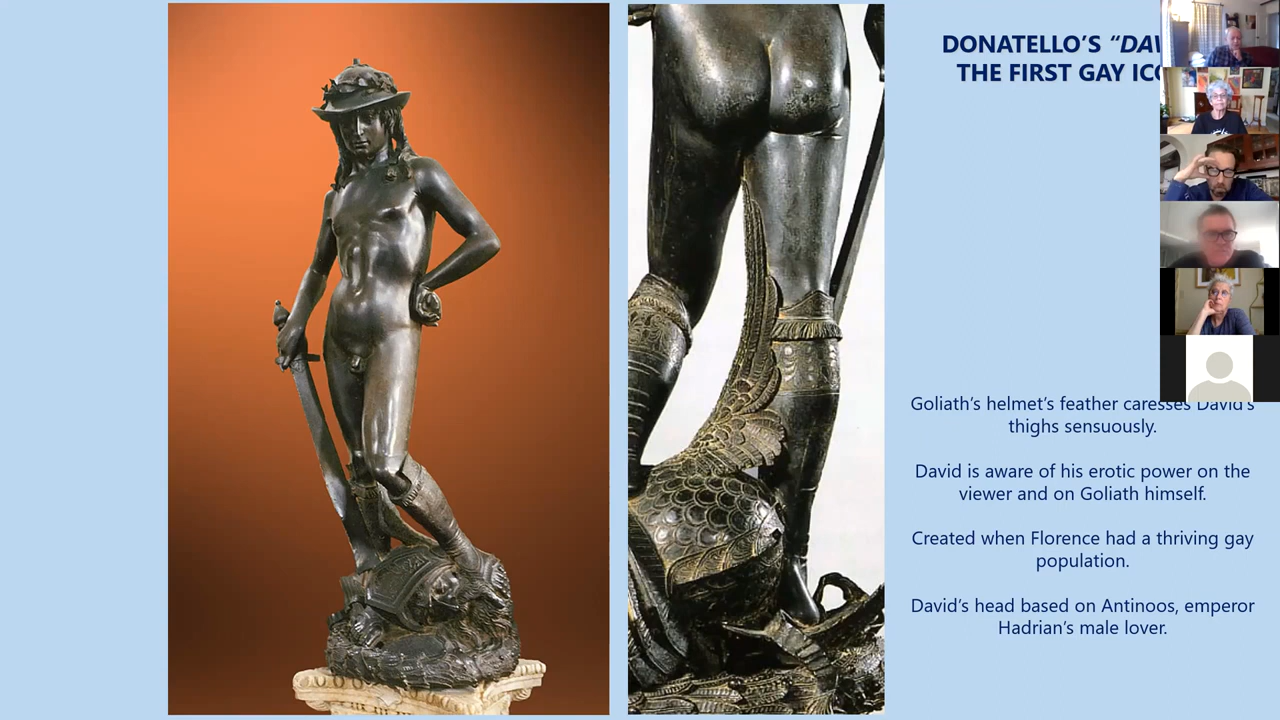 DONATELLO'S "DAV
THE FIRST GAY ICO
Goliath's helmet's feather caresses David's
thighs sensuously.
David is aware of his erotic power on the
viewer and on Goliath himself.
Created when Florence had a thriving gay
population.
David's head based on Antinoos, emperor
Hadrian's male lover.